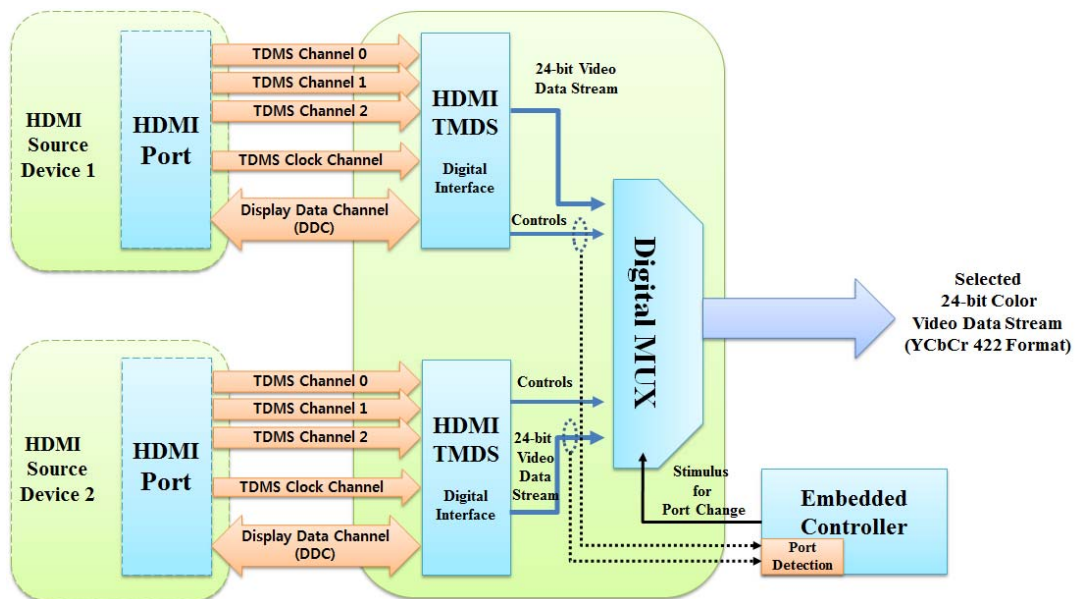 HDMI
Source
Device 1
HDMI
Port
TDMS Channel 0
TDMS Channel 1
TDMS Channel 2
TDMS Clock Channel
Display Data Channel
(DDC)
HDMI
TMDS
Digital
Interface
24-bit Video
Data Stream
Controls
Digital MUX
Selected
24-bit Color
Video Data Stream
(YCbCr 422 Format)
HDMI
Source
Device 2
HDMI
Port
TDMS Channel 0
TDMS Channel 1
TDMS Channel 2
TDMS Clock Channel
Display Data Channel
(DDC)
HDMI
TMDS
Digital
Interface
Controls
24-bit
Video
Data
Stream
Stimulus
for
Port Change
Embedded
Controller
Port
Detection